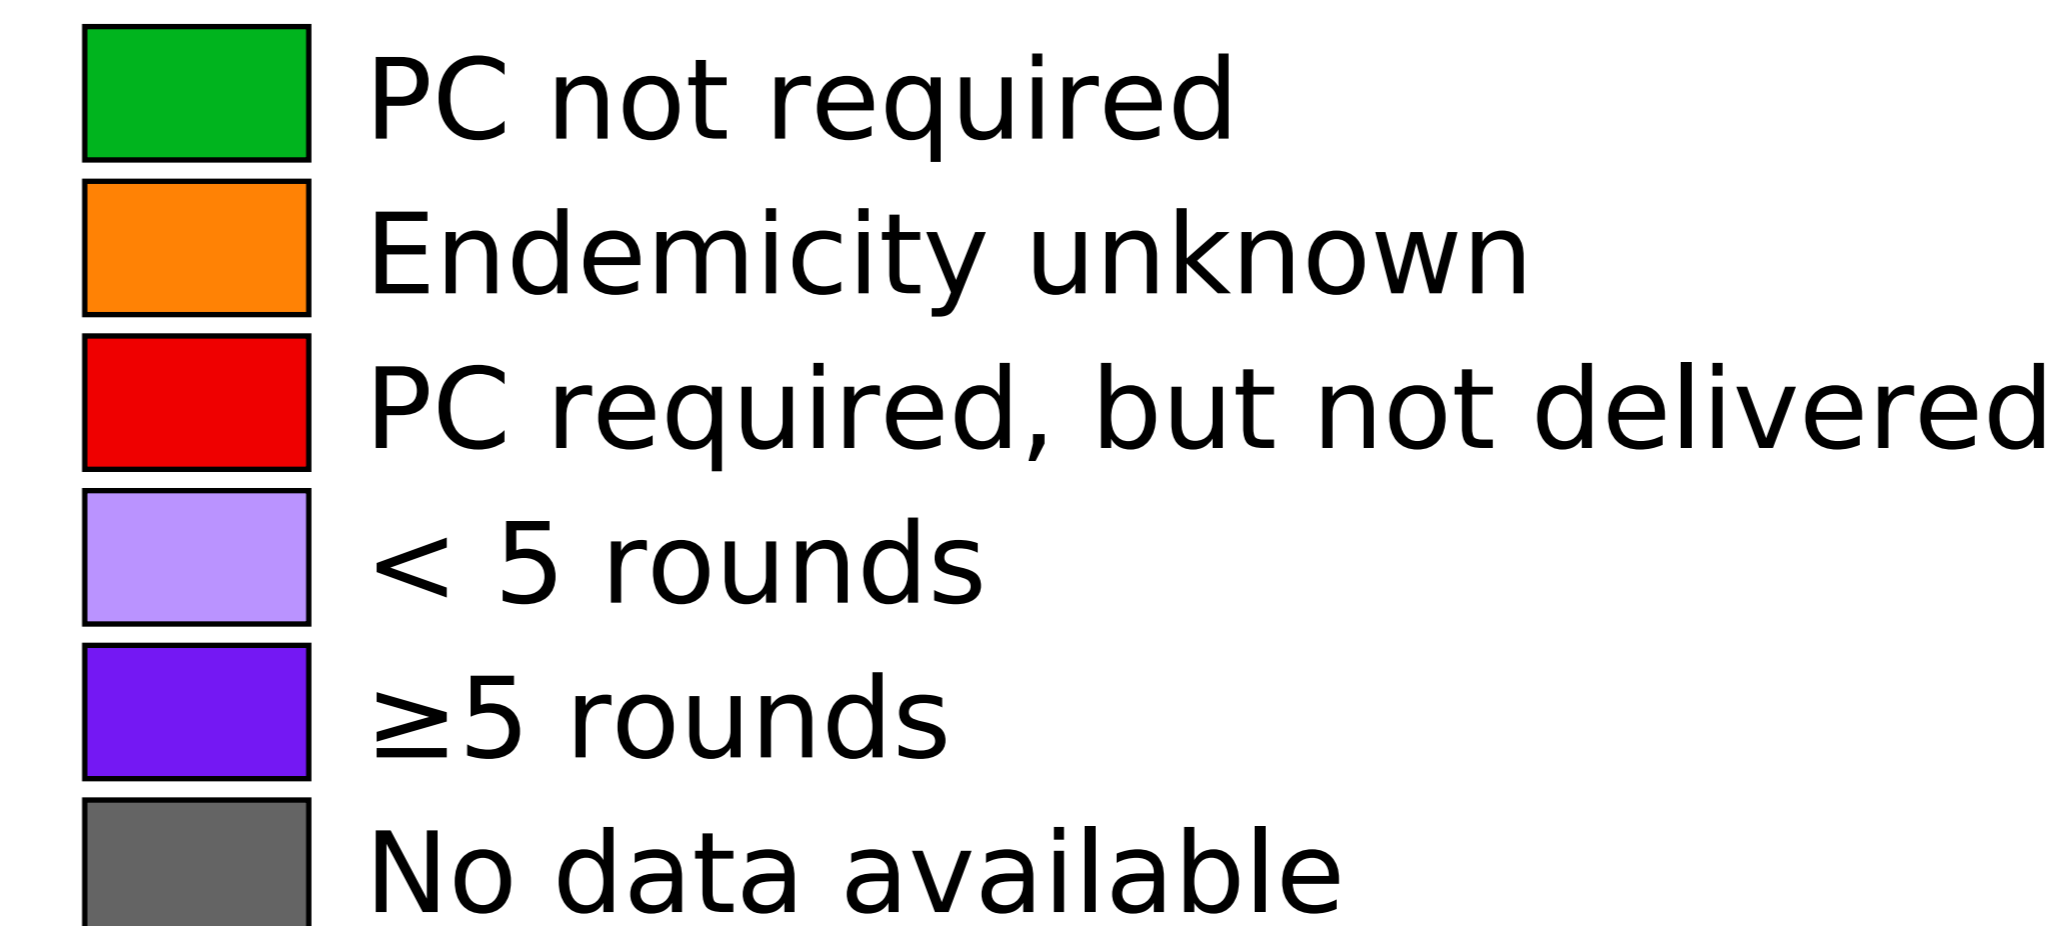 PC not required
Endemicity unknown
PC required, but not delivered
< 5 rounds
≥5 rounds
No data available